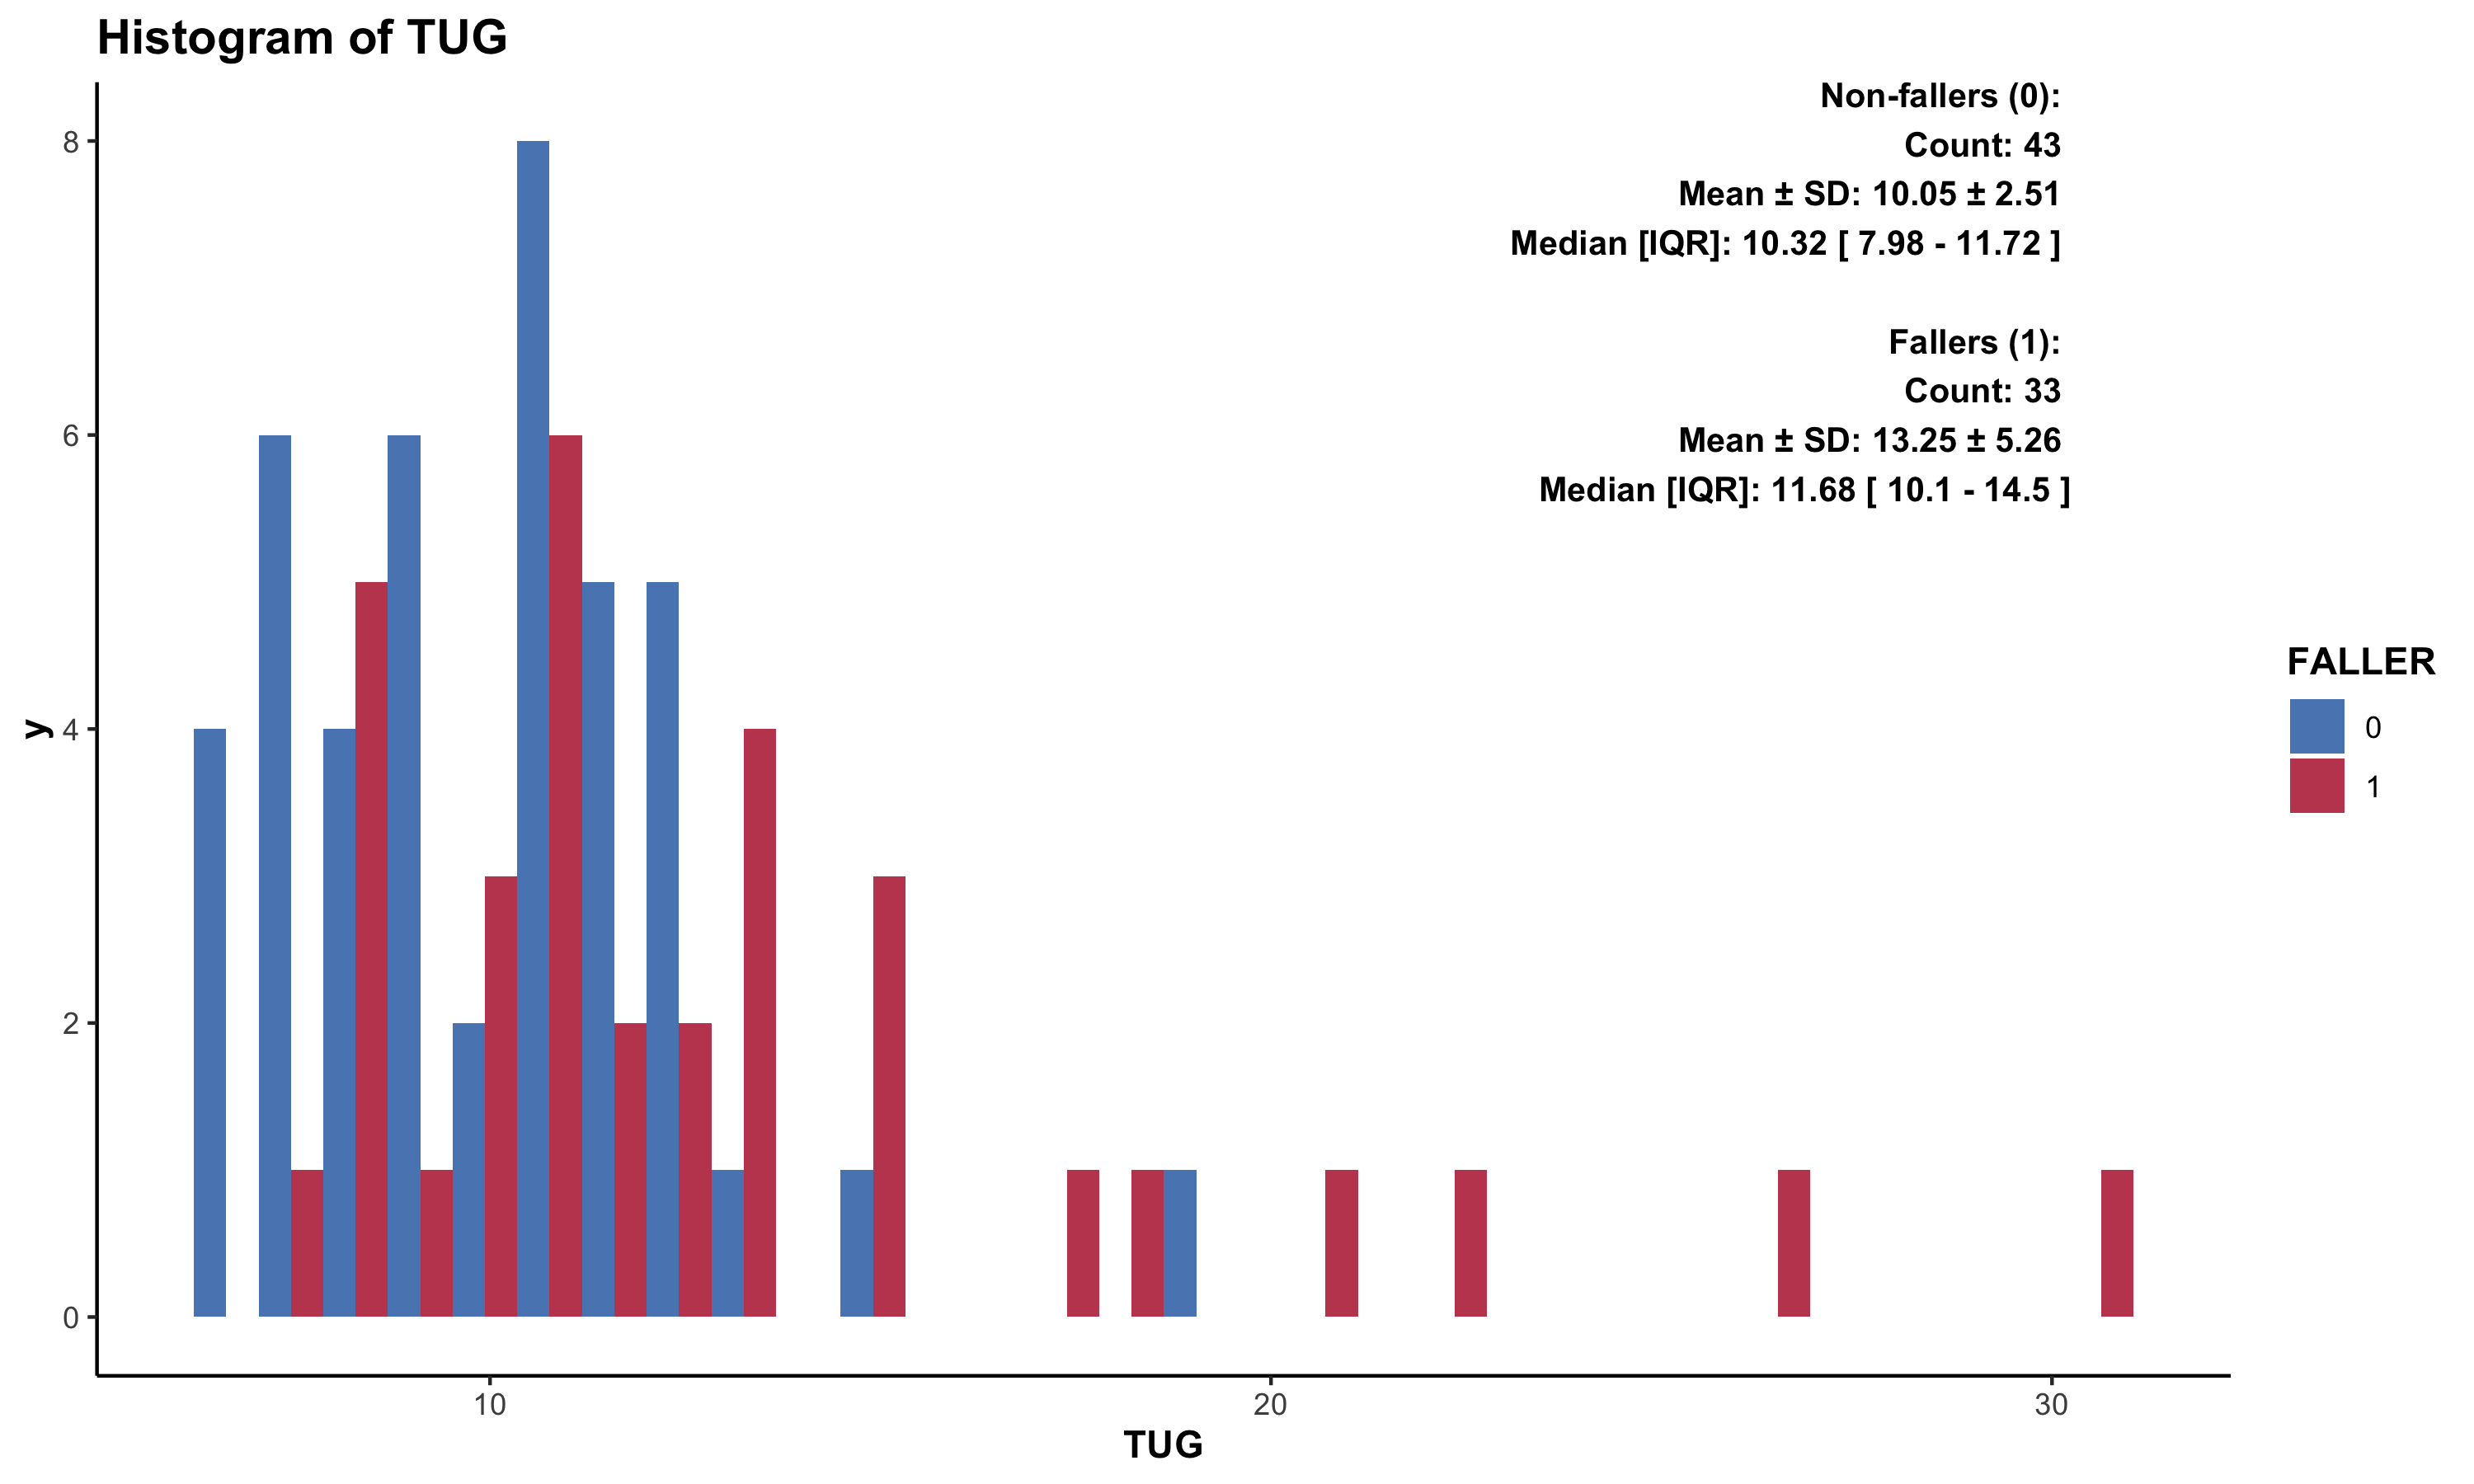 Histogram of TUG
Non-fallers (0):
Count: 43
Mean ± SD: 10.05 ± 2.51
Median [IQR]: 10.32 [ 7.98 - 11.72 ]
Fallers (1):
Count: 33
Mean ± SD: 13.25 ± 5.26
Median [IQR]: 11.68 [ 10.1 - 14.5 ]
8
6
4
2
0
y
10
20
30
TUG
FALLER
0
1